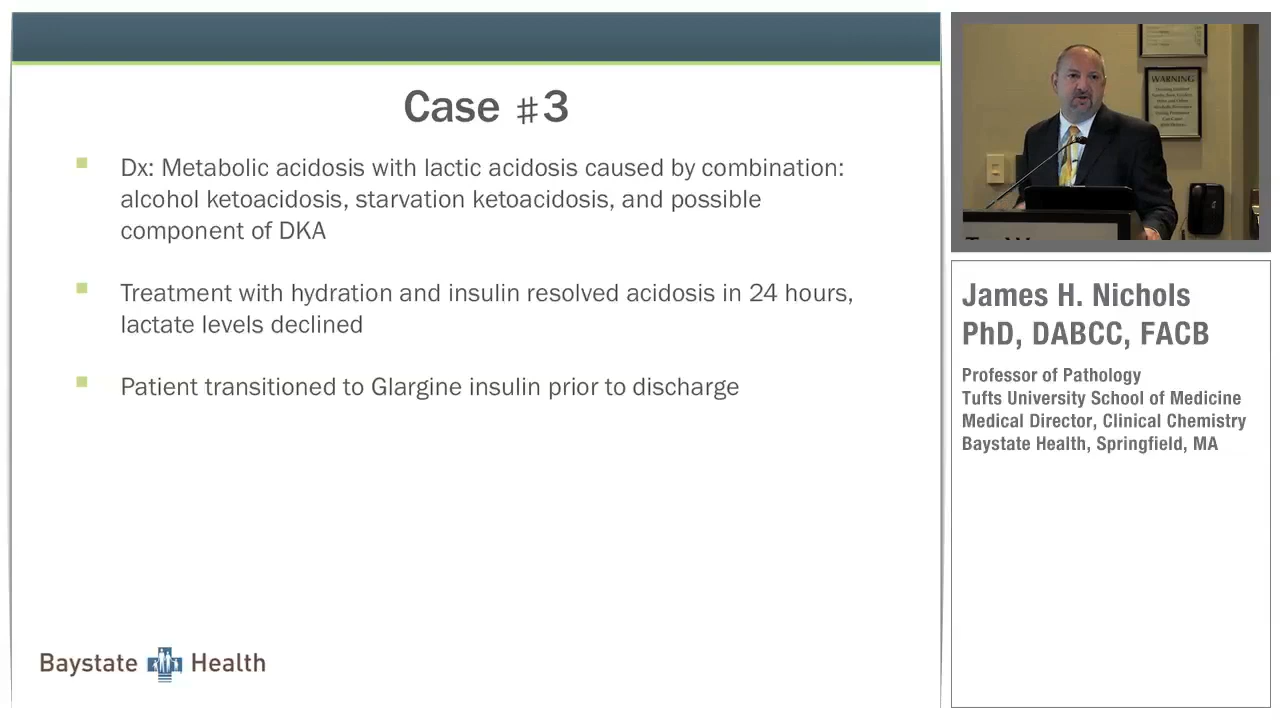 Case #3
Dx: Metabolic acidosis with lactic acidosis caused by combination:
alcohol ketoacidosis, starvation ketoacidosis, and possible
component of DKA
Treatment with hydration and insulin resolved acidosis in 24 hours,
lactate levels declined
Patient transitioned to Glargine insulin prior to discharge
Baystate Health
WARNING
James H. Nichols
PhD, DABCC, FACB
Professor of Pathology
Tufts University School of Medicine
Medical Director, Clinical Chemistry
Baystate Health, Springfield, MA